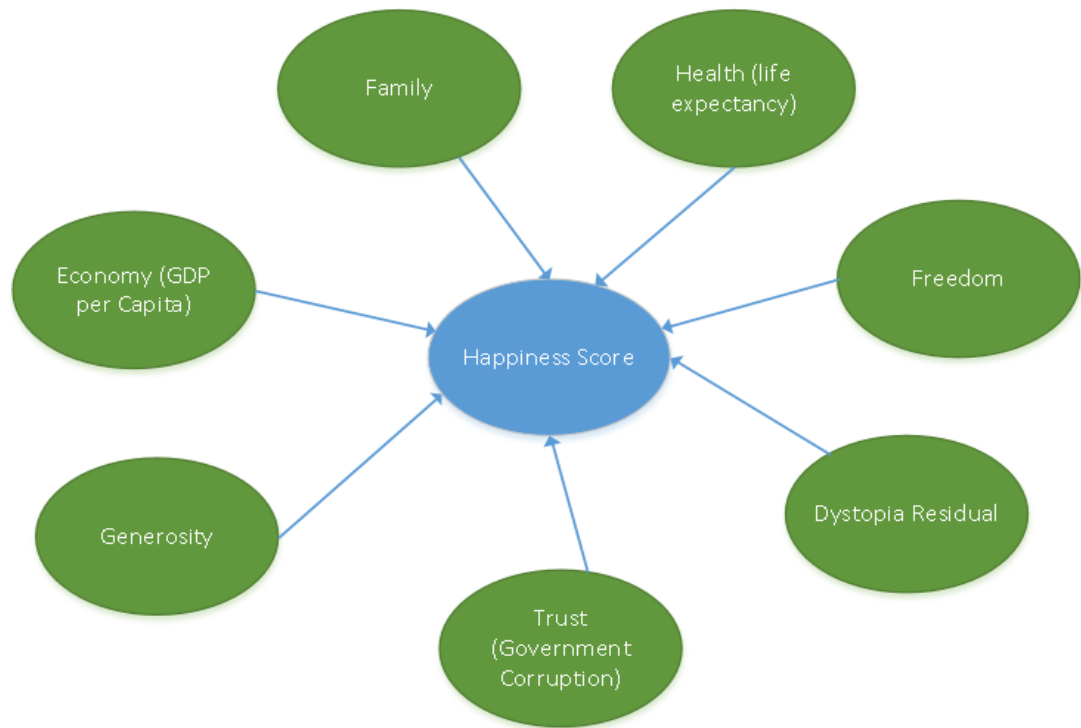 Family
Health (life
expectancy)
Economy (GDP
per Capita)
Freedom
Happiness Score
Generosity
Dystopia Residual
Trust
(Government
Corruption)